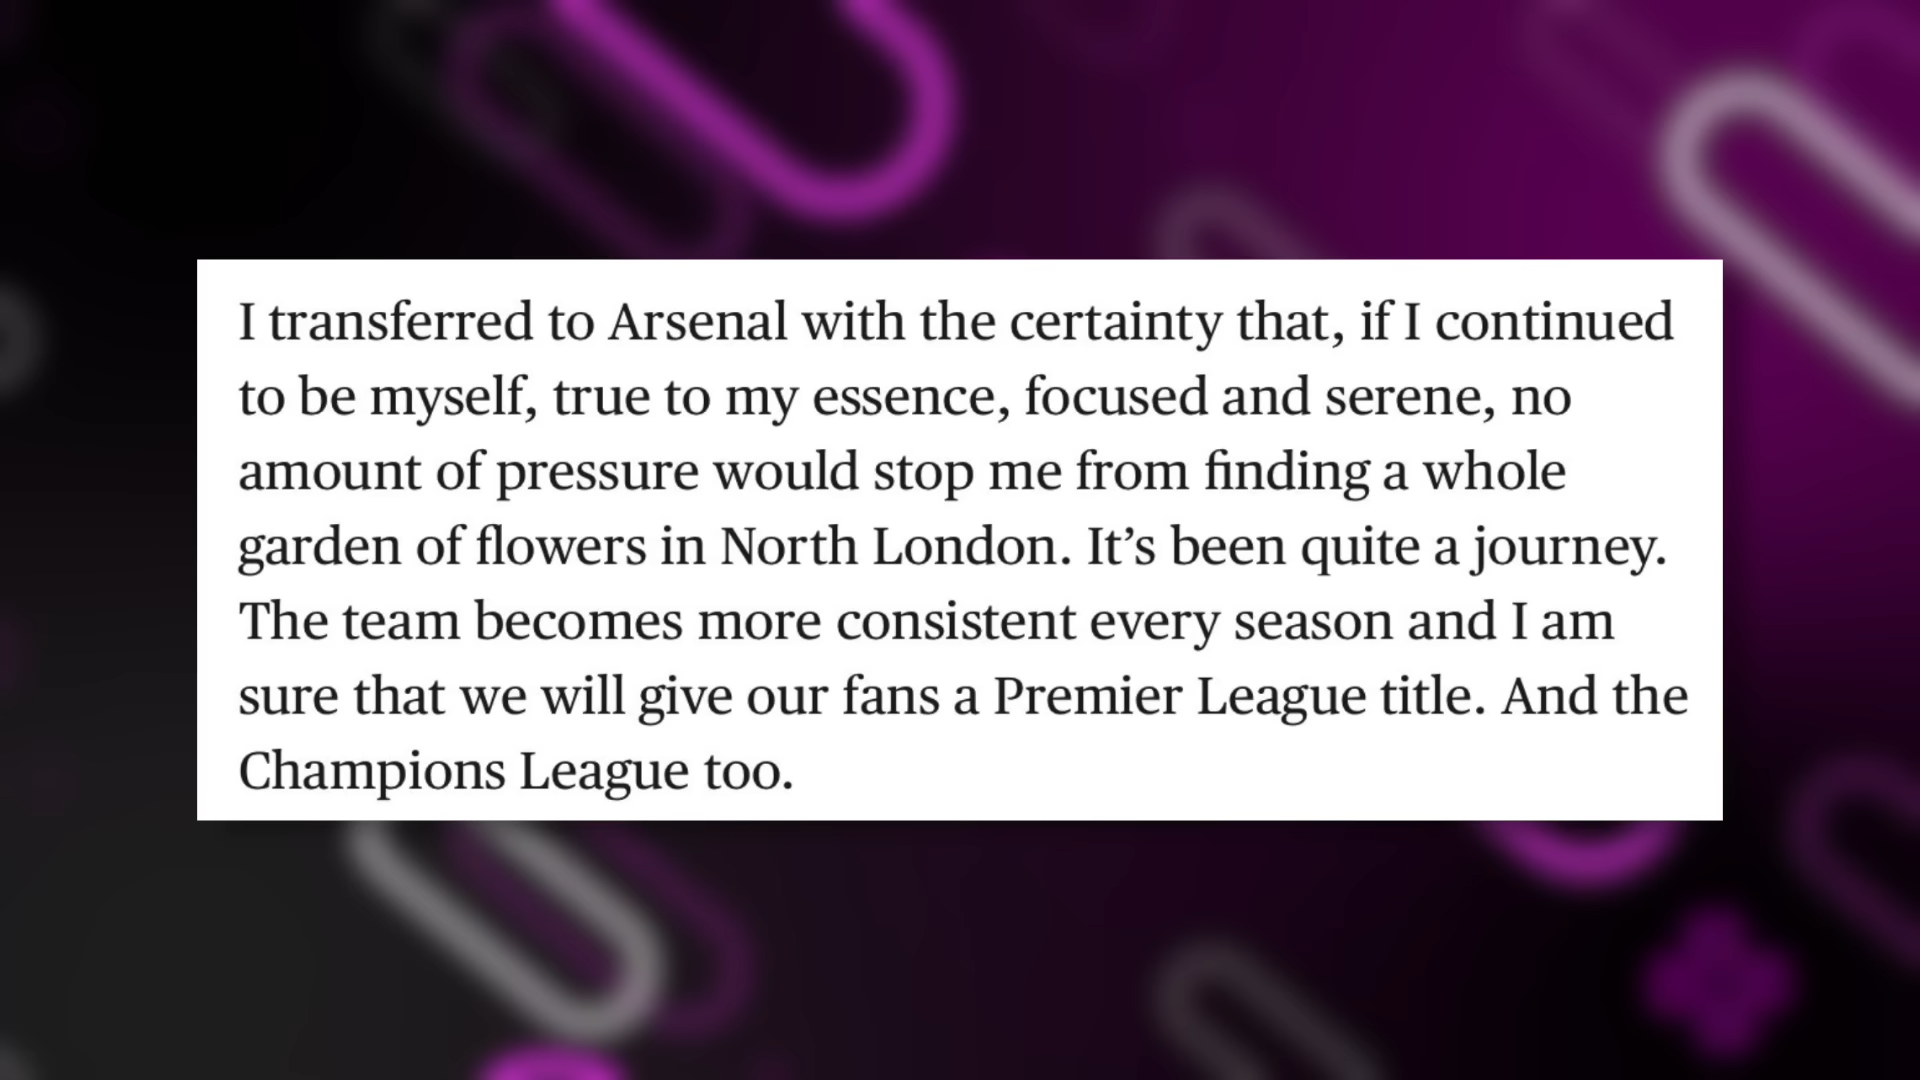 I transferred to Arsenal with the certainty that, if I continued
to be myself, true to my essence, focused and serene, no
amount of pressure would stop me from finding a whole
garden of flowers in North London. It’s been quite a journey.
The team becomes more consistent every season and I am
sure that we will give our fans a Premier League title. And the
Champions League too.